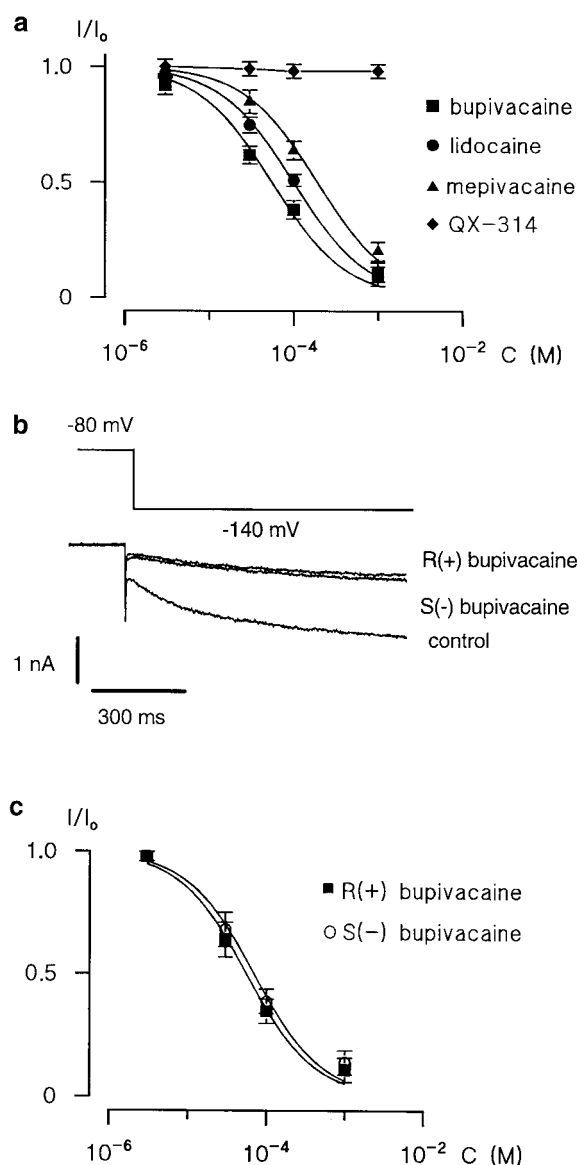 a
I/I₀
1.0
0.5
0
■ bupivacaine
● lidocaine
▲ mepivacaine
◆ QX-314
10⁻⁶ 10⁻⁴ 10⁻² C (M)
b
-80 mV
-140 mV
R(+) bupivacaine
S(-) bupivacaine
control
1 nA
300 ms
c
I/I₀
1.0
0.5
0
■ R(+) bupivacaine
○ S(-) bupivacaine
10⁻⁶ 10⁻⁴ 10⁻² C (M)